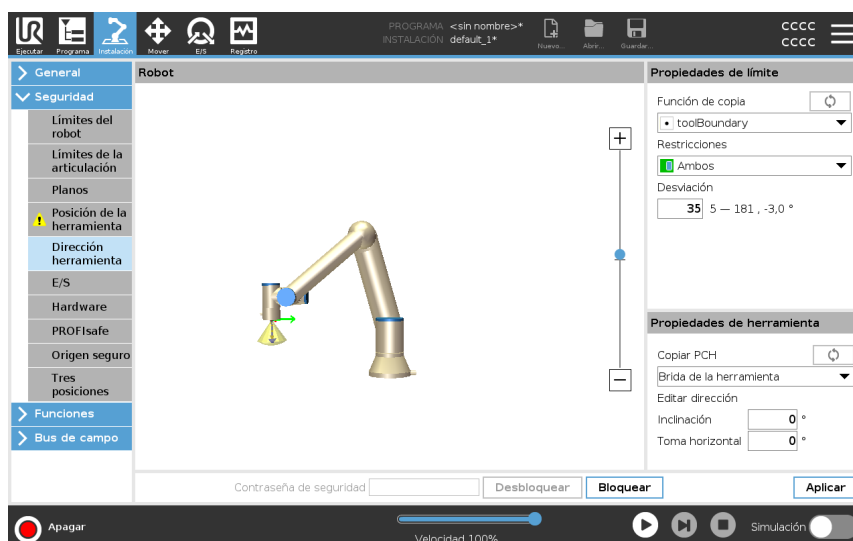 PROGRAMA <sin nombre>*
INSTALACIÓN default_1*
Ejecutar Programa Instalación Mover E/S Registro Nuevo... Abrir... Guardar...
CCCC
CCCC
General
Seguridad
Límites del robot
Límites de la articulación
Planos
Posición de la herramienta
Dirección herramienta
E/S
Hardware
PROFIsafe
Origen seguro
Tres posiciones
Funciones
Bus de campo
Robot
Propiedades de límite
Función de copia
toolBoundary
Restricciones
Ambos
Desviación
35 5 — 181 , -3,0 °
Propiedades de herramienta
Copiar PCH
Brida de la herramienta
Editar dirección
Inclinación 0 °
Toma horizontal 0 °
Contraseña de seguridad Desbloquear Bloquear Aplicar
Apagar
Velocidad 100%
Simulación